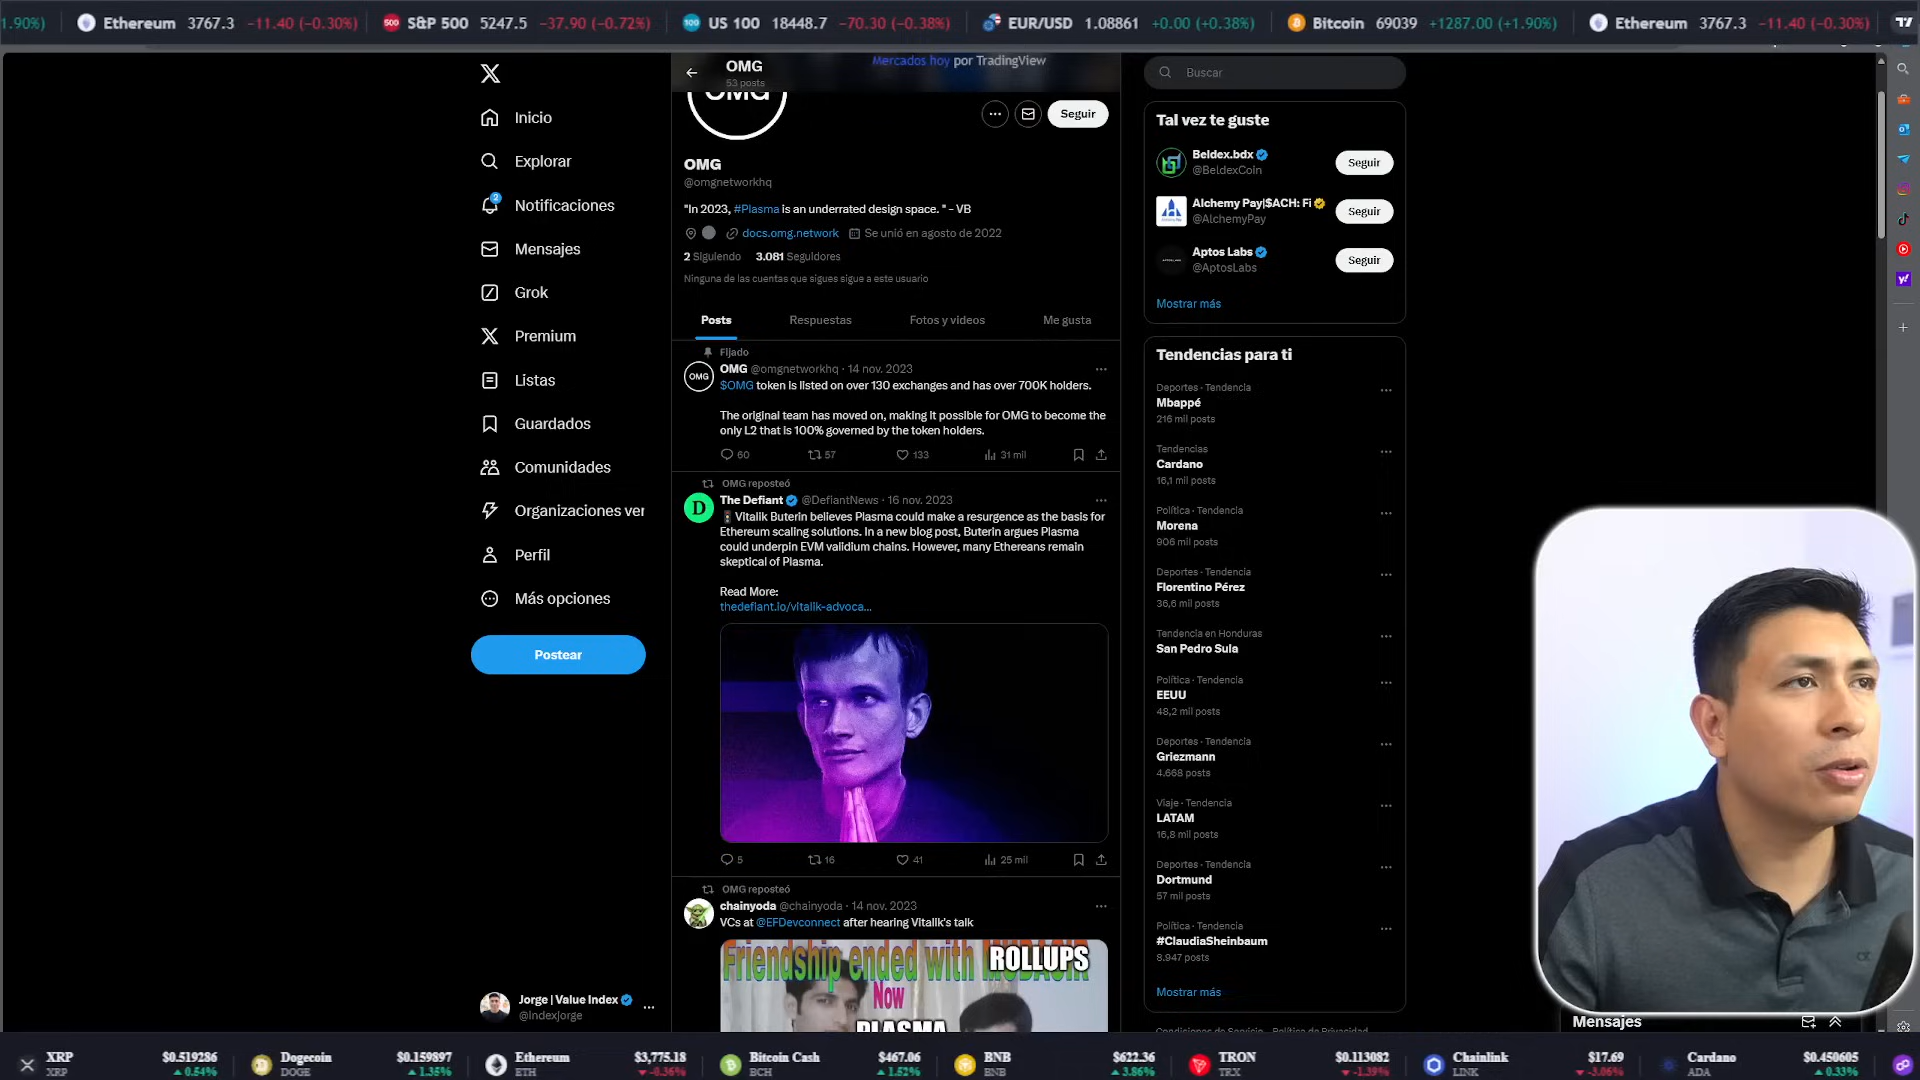 1.90%)
Ethereum 3767.3 -11.40 (-0.30%)
S&P 500 5247.5 -37.90 (-0.72%)
US 100 18448.7 -70.30 (-0.38%)
EUR/USD 1.08861 +0.00 (+0.38%)
Bitcoin 69039 +1287.00 (+1.90%)
Ethereum 3767.3 -11.40 (-0.30%)
X
Inicio
Explorar
2
Notificaciones
Mensajes
Grok
Premium
Listas
Guardados
Comunidades
Organizaciones ver
Perfil
Más opciones
Postear
Jorge | Value Index
@Indexjorge
OMG
53 posts
Mercados hoy por TradingView
OMG
Seguir
OMG
@omgnetworkhq
"In 2023, #Plasma is an underrated design space. " - VB
docs.omg.network Se unió en agosto de 2022
2 Siguiendo 3.081 Seguidores
Ninguna de las cuentas que sigues sigue a este usuario
Posts Respuestas Fotos y videos Me gusta
Fijado
OMG
OMG @omgnetworkhq · 14 nov. 2023
$OMG token is listed on over 130 exchanges and has over 700K holders.
The original team has moved on, making it possible for OMG to become the
only L2 that is 100% governed by the token holders.
60 57 133 31 mil
OMG reposteó
D
The Defiant @DefiantNews · 16 nov. 2023
Vitalik Buterin believes Plasma could make a resurgence as the basis for
Ethereum scaling solutions. In a new blog post, Buterin argues Plasma
could underpin EVM validium chains. However, many Ethereans remain
skeptical of Plasma.
Read More:
thedefiant.io/vitalik-advoca...
5 16 41 25 mil
OMG reposteó
chainyoda @chainyoda · 14 nov. 2023
VCs at @EFDevconnect after hearing Vitalik's talk
Friendship ended with ROLLUPS
Now
PLASMA
Buscar
Tal vez te guste
Beldex.bdx
@BeldexCoin
Seguir
Alchemy Pay|$ACH: Fi
@AlchemyPay
Seguir
Aptos Labs
@AptosLabs
Seguir
Mostrar más
Tendencias para ti
Deportes · Tendencia
Mbappé
216 mil posts
Tendencias
Cardano
16,1 mil posts
Política · Tendencia
Morena
906 mil posts
Deportes · Tendencia
Florentino Pérez
36,6 mil posts
Tendencia en Honduras
San Pedro Sula
Política · Tendencia
EEUU
48,2 mil posts
Deportes · Tendencia
Griezmann
4.668 posts
Viaje · Tendencia
LATAM
16,8 mil posts
Deportes · Tendencia
Dortmund
57 mil posts
Política · Tendencia
#ClaudiaSheinbaum
8.947 posts
Mostrar más
Condiciones de Servicio Política de Privacidad
Mensajes
XRP $0.519286
XRP 0.54%
Dogecoin $0.159897
DOGE 1.35%
Ethereum $3,775.18
ETH -0.36%
Bitcoin Cash $467.06
BCH 1.52%
BNB $622.36
BNB 3.86%
TRON $0.113082
TRX -1.39%
Chainlink $17.69
LINK -3.06%
Cardano $0.450605
ADA 0.33%